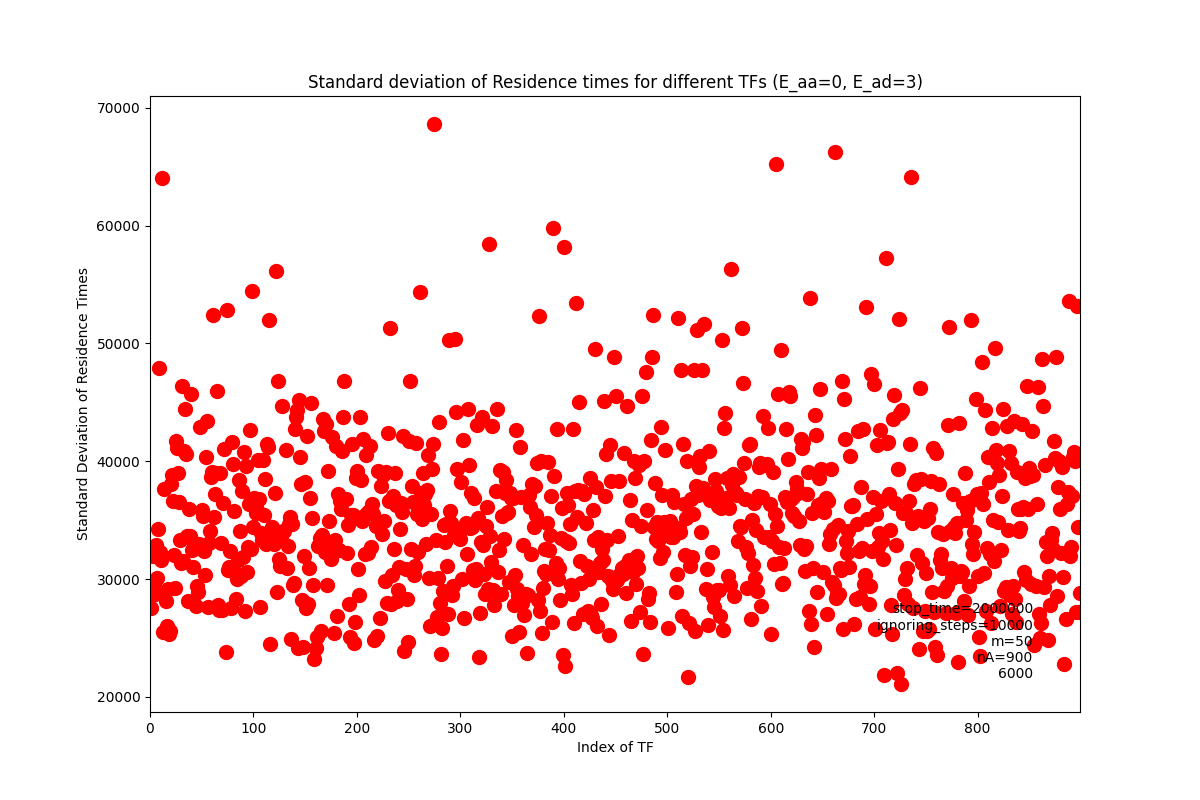 Standard deviation of Residence times for different TFs (E_aa=0, E_ad=3)
Standard Deviation of Residence Times
70000
60000
50000
40000
30000
20000
stop_time=2000000
ignoring_steps=10000
m=50
nA=900
6000
0 100 200 300 400 500 600 700 800
Index of TF